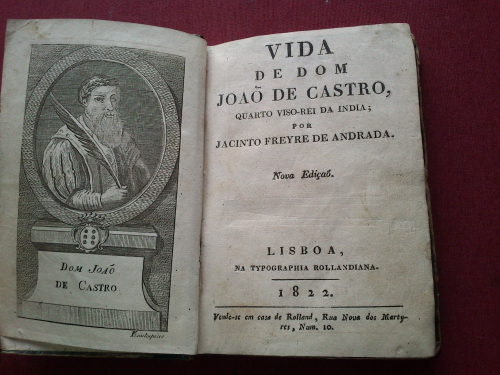 DOM JOAÕ
DE CASTRO
VIDA
DE DOM
JOAÕ DE CASTRO,
QUARTO VISO-REI DA INDIA;
POR
JACINTO FREYRE DE ANDRADA.
Nova Ediçaõ.
LISBOA,
NA TYPOGRAPHIA ROLLANDIANA.
1822.
Vende-se em casa de Rolland, Rua Nova dos Marty-
res, Num. 10.